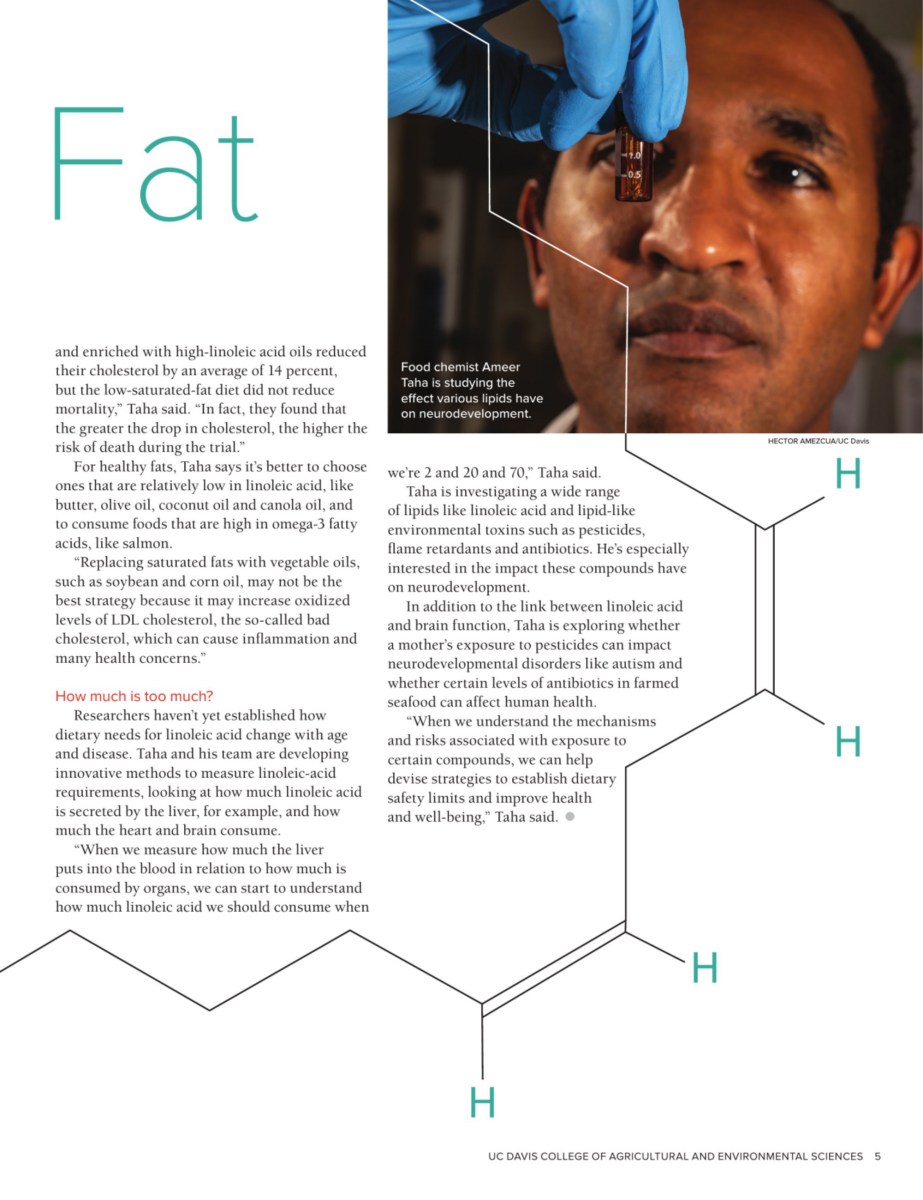 Fat
1.0
0.5
Food chemist Ameer
Taha is studying the
effect various lipids have
on neurodevelopment.
HECTOR AMEZCUA/UC Davis
and enriched with high-linoleic acid oils reduced
their cholesterol by an average of 14 percent,
but the low-saturated-fat diet did not reduce
mortality,” Taha said. “In fact, they found that
the greater the drop in cholesterol, the higher the
risk of death during the trial.”
For healthy fats, Taha says it’s better to choose
ones that are relatively low in linoleic acid, like
butter, olive oil, coconut oil and canola oil, and
to consume foods that are high in omega-3 fatty
acids, like salmon.
“Replacing saturated fats with vegetable oils,
such as soybean and corn oil, may not be the
best strategy because it may increase oxidized
levels of LDL cholesterol, the so-called bad
cholesterol, which can cause inflammation and
many health concerns.”
How much is too much?
Researchers haven’t yet established how
dietary needs for linoleic acid change with age
and disease. Taha and his team are developing
innovative methods to measure linoleic-acid
requirements, looking at how much linoleic acid
is secreted by the liver, for example, and how
much the heart and brain consume.
“When we measure how much the liver
puts into the blood in relation to how much is
consumed by organs, we can start to understand
how much linoleic acid we should consume when
we’re 2 and 20 and 70,” Taha said.
Taha is investigating a wide range
of lipids like linoleic acid and lipid-like
environmental toxins such as pesticides,
flame retardants and antibiotics. He’s especially
interested in the impact these compounds have
on neurodevelopment.
In addition to the link between linoleic acid
and brain function, Taha is exploring whether
a mother’s exposure to pesticides can impact
neurodevelopmental disorders like autism and
whether certain levels of antibiotics in farmed
seafood can affect human health.
“When we understand the mechanisms
and risks associated with exposure to
certain compounds, we can help
devise strategies to establish dietary
safety limits and improve health
and well-being,” Taha said.
H
H
H
H
UC DAVIS COLLEGE OF AGRICULTURAL AND ENVIRONMENTAL SCIENCES 5